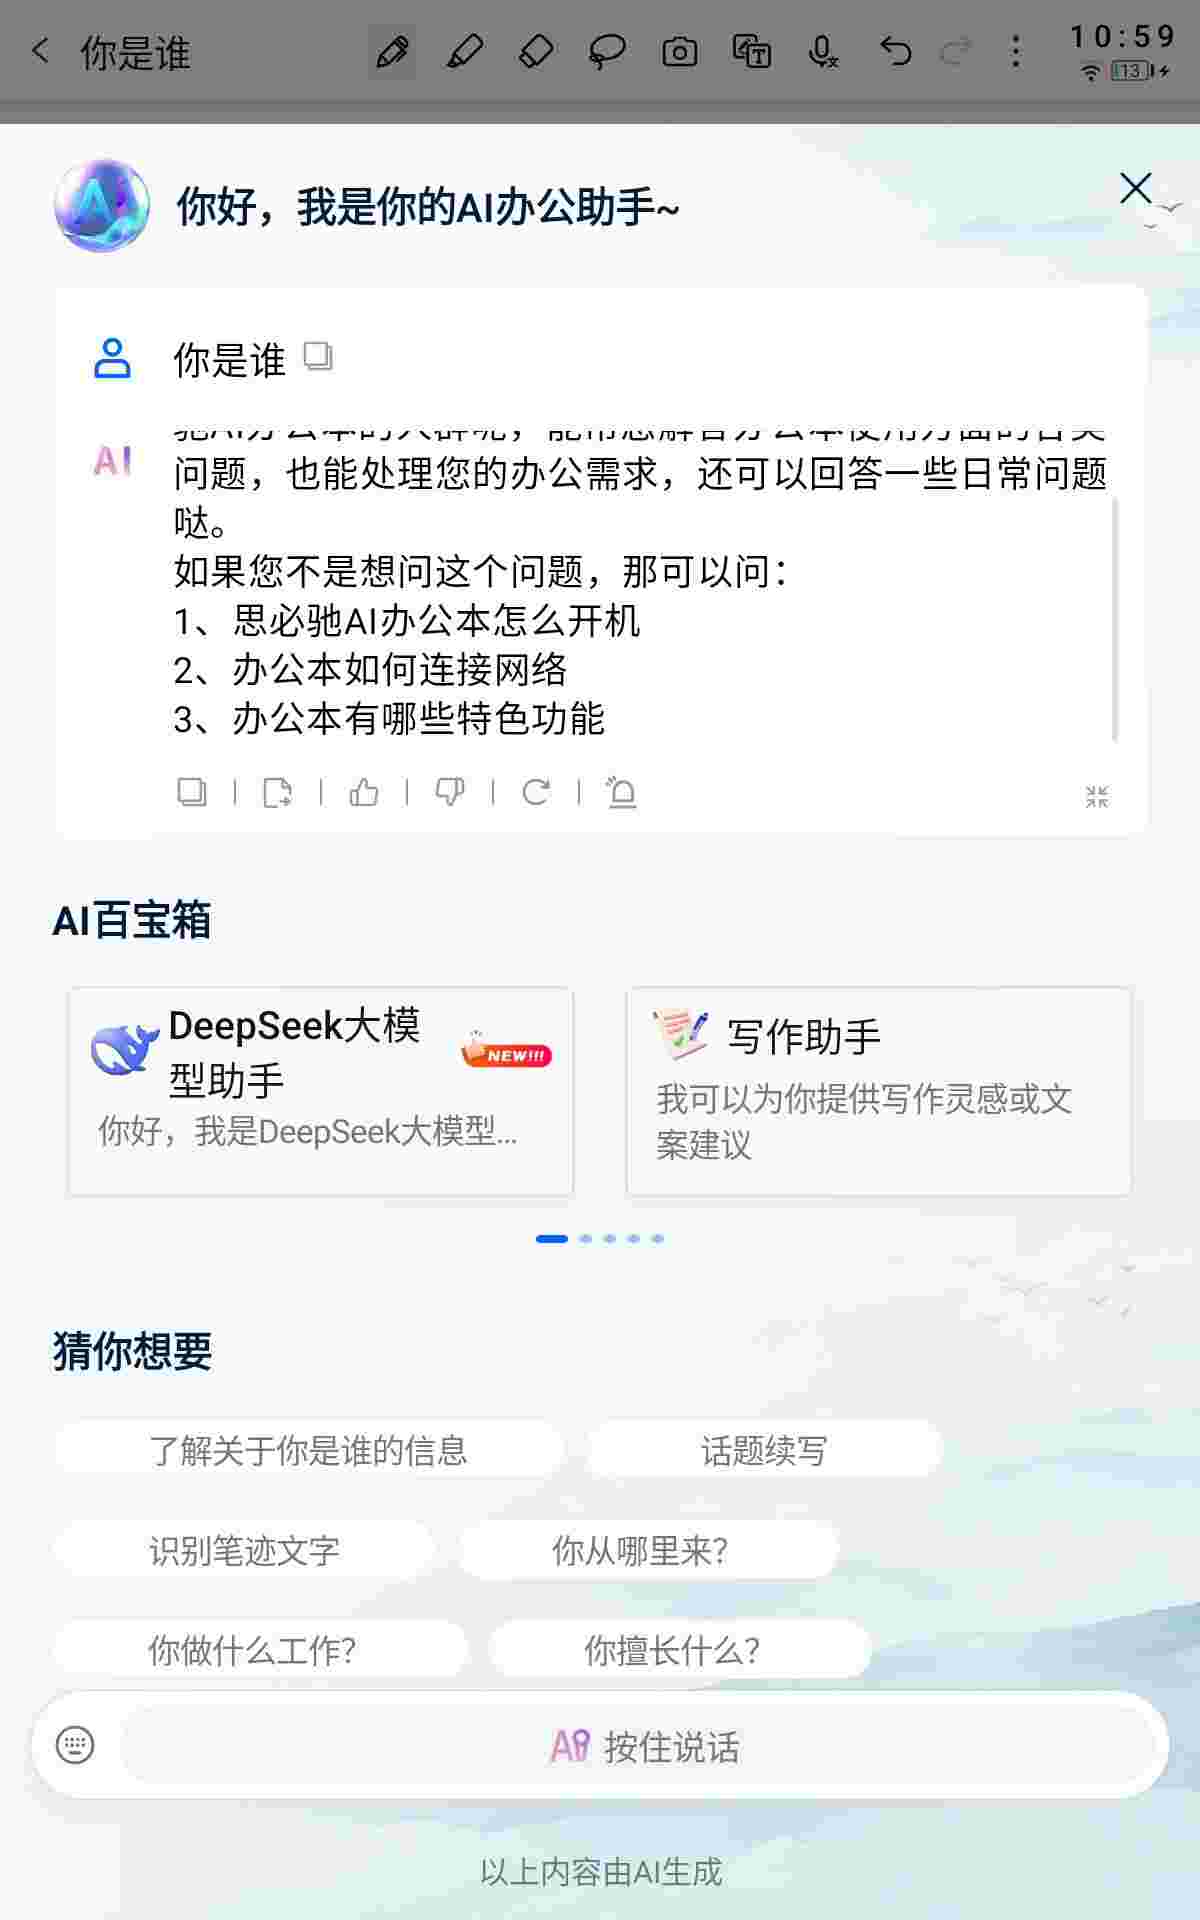 你是谁
10:59
13
你好，我是你的AI办公助手~
你是谁
AI
问题，也能处理您的办公需求，还可以回答一些日常问题
哒。
如果您不是想问这个问题，那可以问：
1、思必驰AI办公本怎么开机
2、办公本如何连接网络
3、办公本有哪些特色功能
AI百宝箱
DeepSeek大模
型助手
NEW!!!
你好，我是DeepSeek大模型...
写作助手
我可以为你提供写作灵感或文
案建议
猜你想要
了解关于你是谁的信息
话题续写
识别笔迹文字
你从哪里来？
你做什么工作？
你擅长什么？
AI 按住说话
以上内容由AI生成